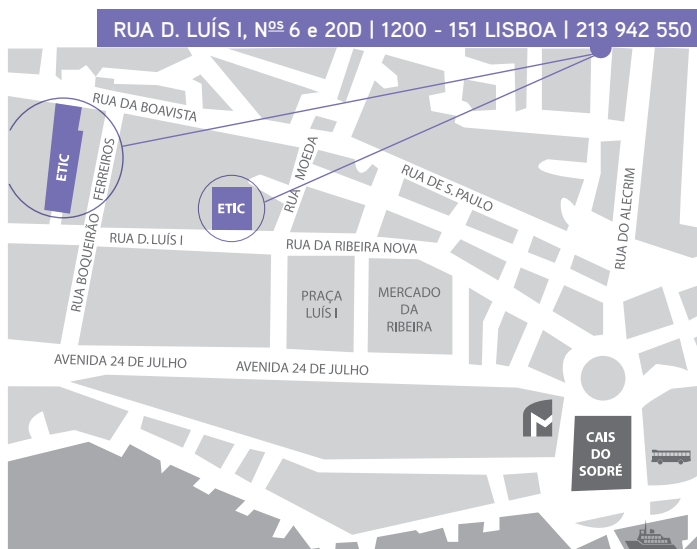 RUA D. LUÍS I, Nos 6 e 20D | 1200 - 151 LISBOA | 213 942 550
RUA DA BOAVISTA
ETIC
RUA BOQUEIRÃO FERREIROS
RUA MOEDA
RUA DE S. PAULO
RUA DO ALECRIM
ETIC
RUA D. LUÍS I
RUA DA RIBEIRA NOVA
PRAÇA
LUÍS I
MERCADO
DA
RIBEIRA
AVENIDA 24 DE JULHO
AVENIDA 24 DE JULHO
M
CAIS
DO
SODRÉ